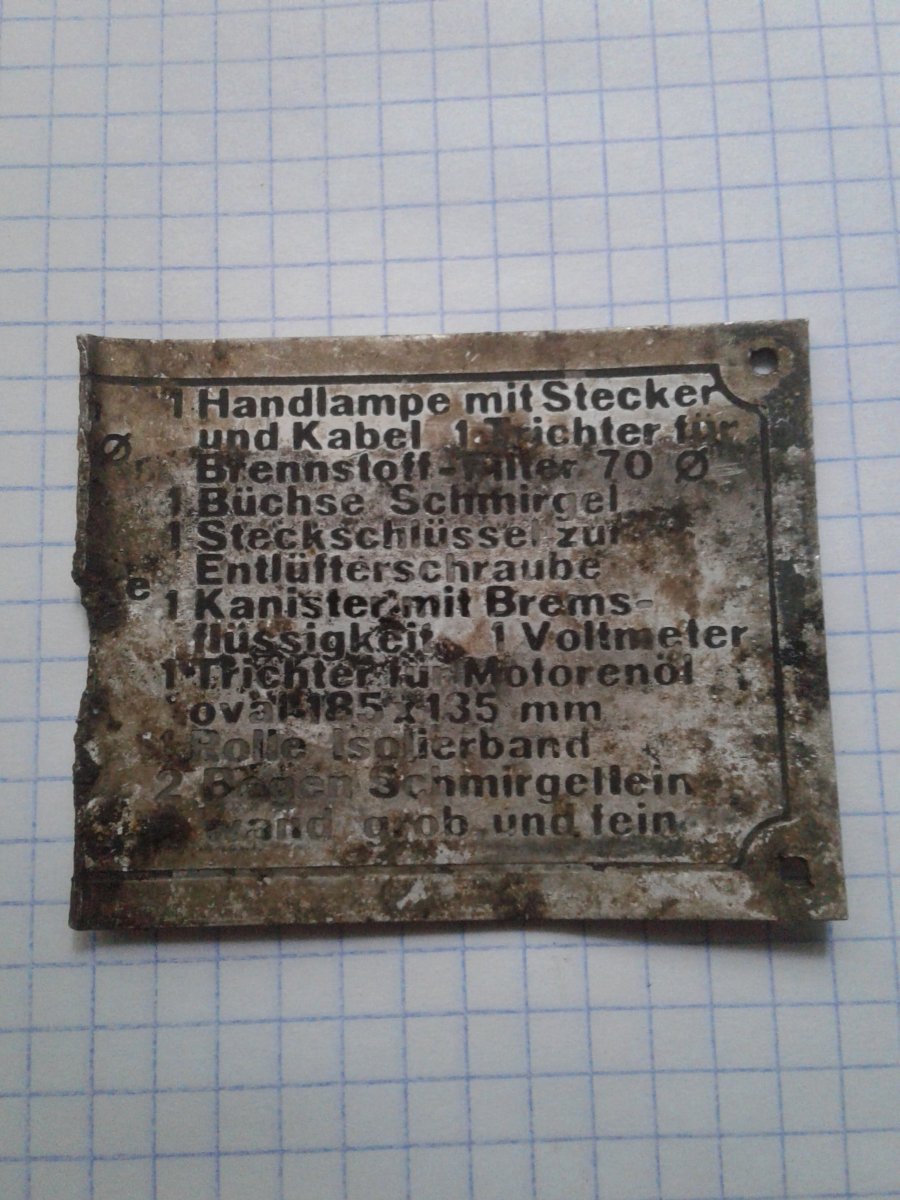 1 Handlampe mit Stecker
Ø und Kabel 1 Trichter für
Brennstoff-Filter 70 Ø
1 Büchse Schmirgel
1 Steckschlüssel zur
Entlüfterschraube
e 1 Kanister mit Brems-
flüssigkeit 1 Voltmeter
1 Trichter für Motorenöl
oval 185 x 135 mm
1 Rolle Isolierband
2 Bogen Schmirgellein
wand grob und fein